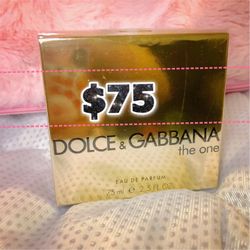 $75
DOLCE & GABBANA
the one
EAU DE PARFUM
75 ml ℮ 2.5 FL.OZ.